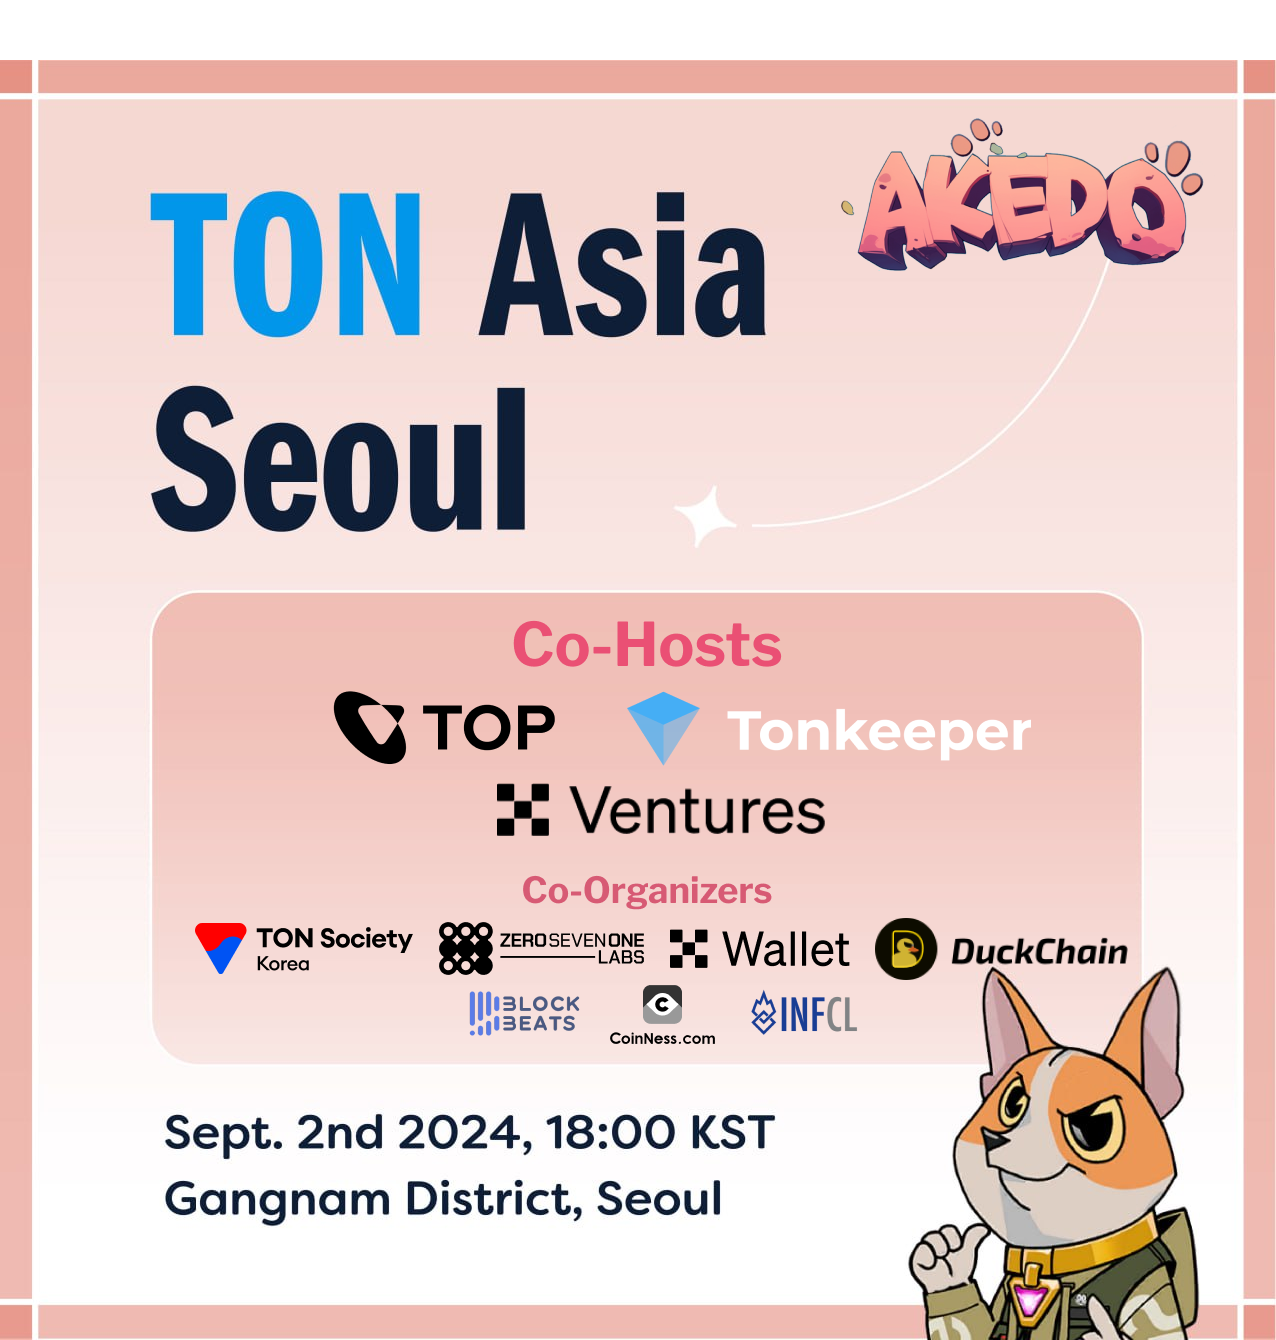 AKEDO
TON Asia
Seoul
Co-Hosts
TOP
Tonkeeper
Ventures
Co-Organizers
TON Society
Korea
ZEROSEVENONE
LABS
Wallet
DuckChain
BLOCK
BEATS
CoinNess.com
INFCL
Sept. 2nd 2024, 18:00 KST
Gangnam District, Seoul